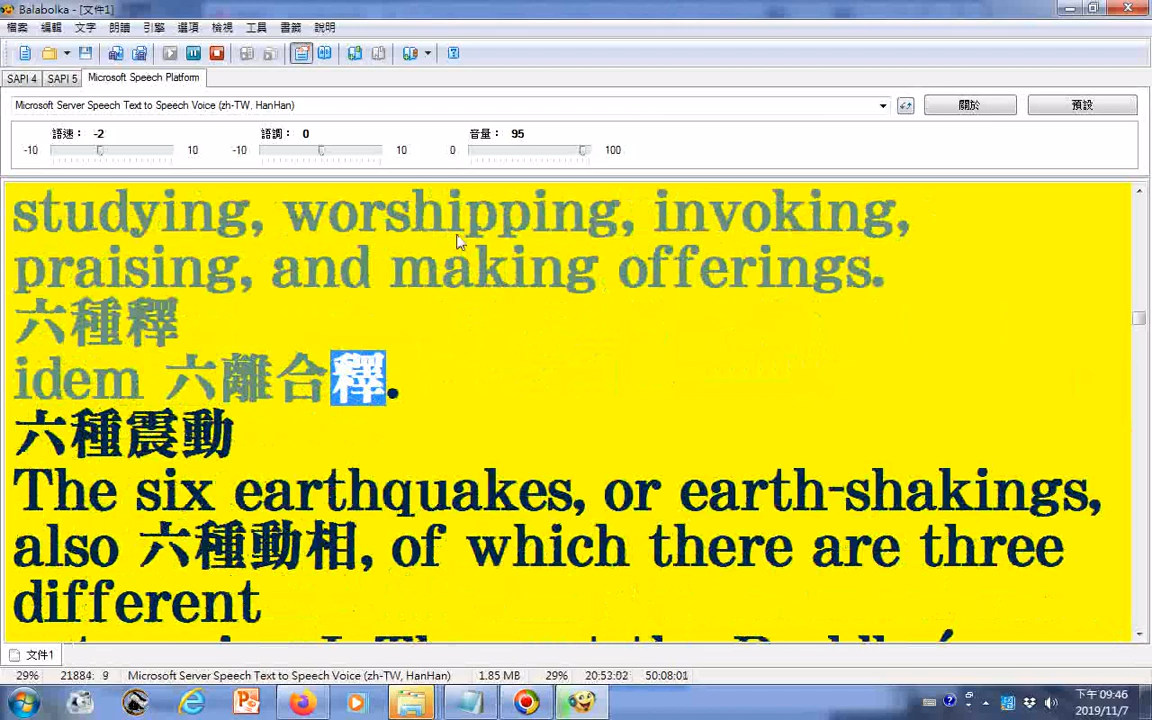 Balabolka - [文件1]
檔案 編輯 文字 朗讀 引擎 選項 檢視 工具 書籤 說明
SAPI 4 SAPI 5 Microsoft Speech Platform
Microsoft Server Speech Text to Speech Voice (zh-TW, HanHan) 關於 預設
語速: -2 語調: 0 音量: 95
-10 10 -10 10 0 100
studying, worshipping, invoking,
praising, and making offerings.
六種釋
idem 六離合釋.
六種震動
The six earthquakes, or earth-shakings,
also 六種動相, of which there are three
different
文件1
29% 21884: 9 Microsoft Server Speech Text to Speech Voice (zh-TW, HanHan) 1.85 MB 29% 20:53:02 50:08:01
下午 09:46
2019/11/7